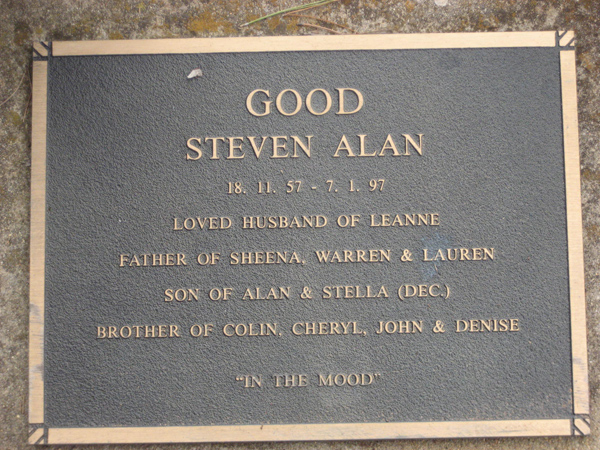 GOOD
STEVEN ALAN
18. 11. 57 - 7. 1. 97
LOVED HUSBAND OF LEANNE
FATHER OF SHEENA, WARREN & LAUREN
SON OF ALAN & STELLA (DEC.)
BROTHER OF COLIN, CHERYL, JOHN & DENISE
“IN THE MOOD”